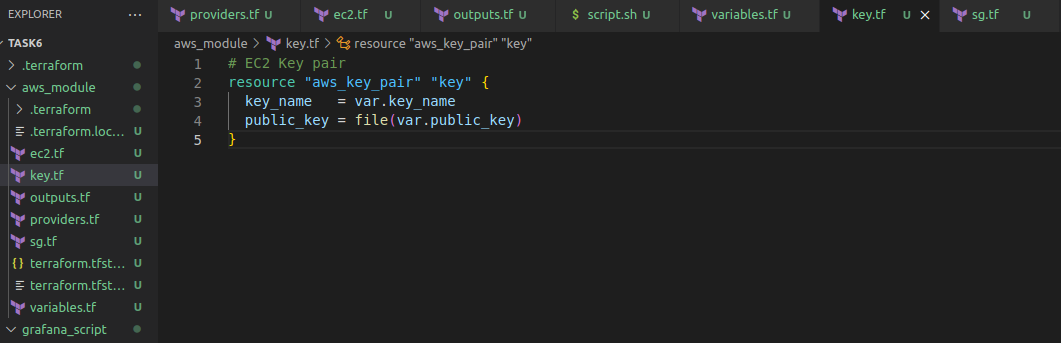 EXPLORER ...
providers.tf U ec2.tf U outputs.tf U $ script.sh U variables.tf U key.tf U × sg.tf U
TASK6
.terraform
aws_module
.terraform
.terraform.loc... U
ec2.tf U
key.tf U
outputs.tf U
providers.tf U
sg.tf U
{} terraform.tfst... U
terraform.tfst... U
variables.tf U
grafana_script
aws_module > key.tf > resource "aws_key_pair" "key"
1 # EC2 Key pair
2 resource "aws_key_pair" "key" {
3 key_name = var.key_name
4 public_key = file(var.public_key)
5 }